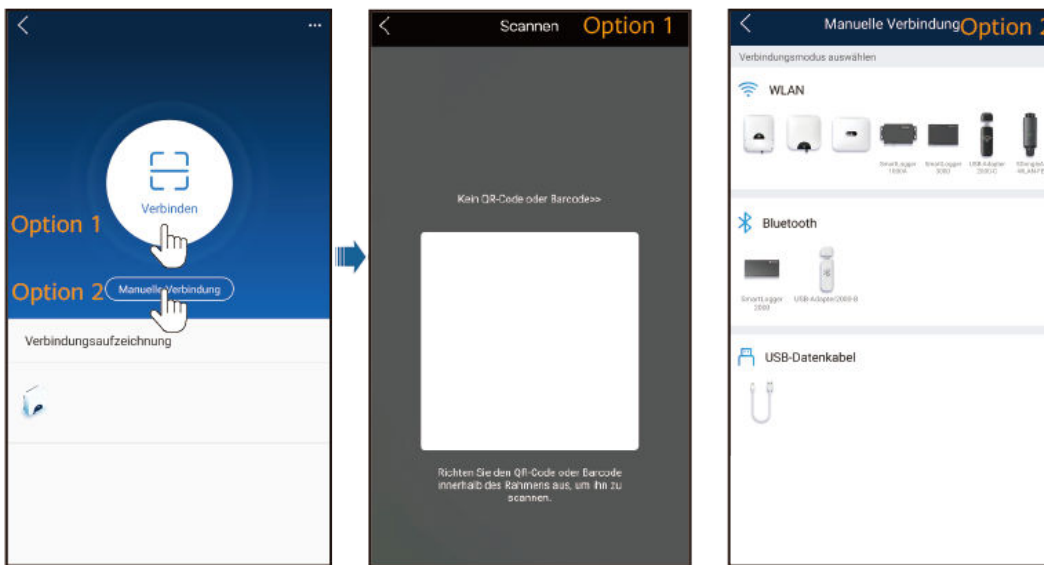 ...
Verbinden
Option 1
Option 2
Manuelle Verbindung
Verbindungsaufzeichnung
Scannen
Option 1
Kein QR-Code oder Barcode>>
Richten Sie den QR-Code oder Barcode
innerhalb des Rahmens aus, um ihn zu
scannen.
Manuelle Verbindung
Option 2
Verbindungsmodus auswählen
WLAN
SmartLogger
1000A
SmartLogger
3000
USB-Adapter
2000-C
Bluetooth
SmartLogger
2000
USB-Adapter2000-B
USB-Datenkabel